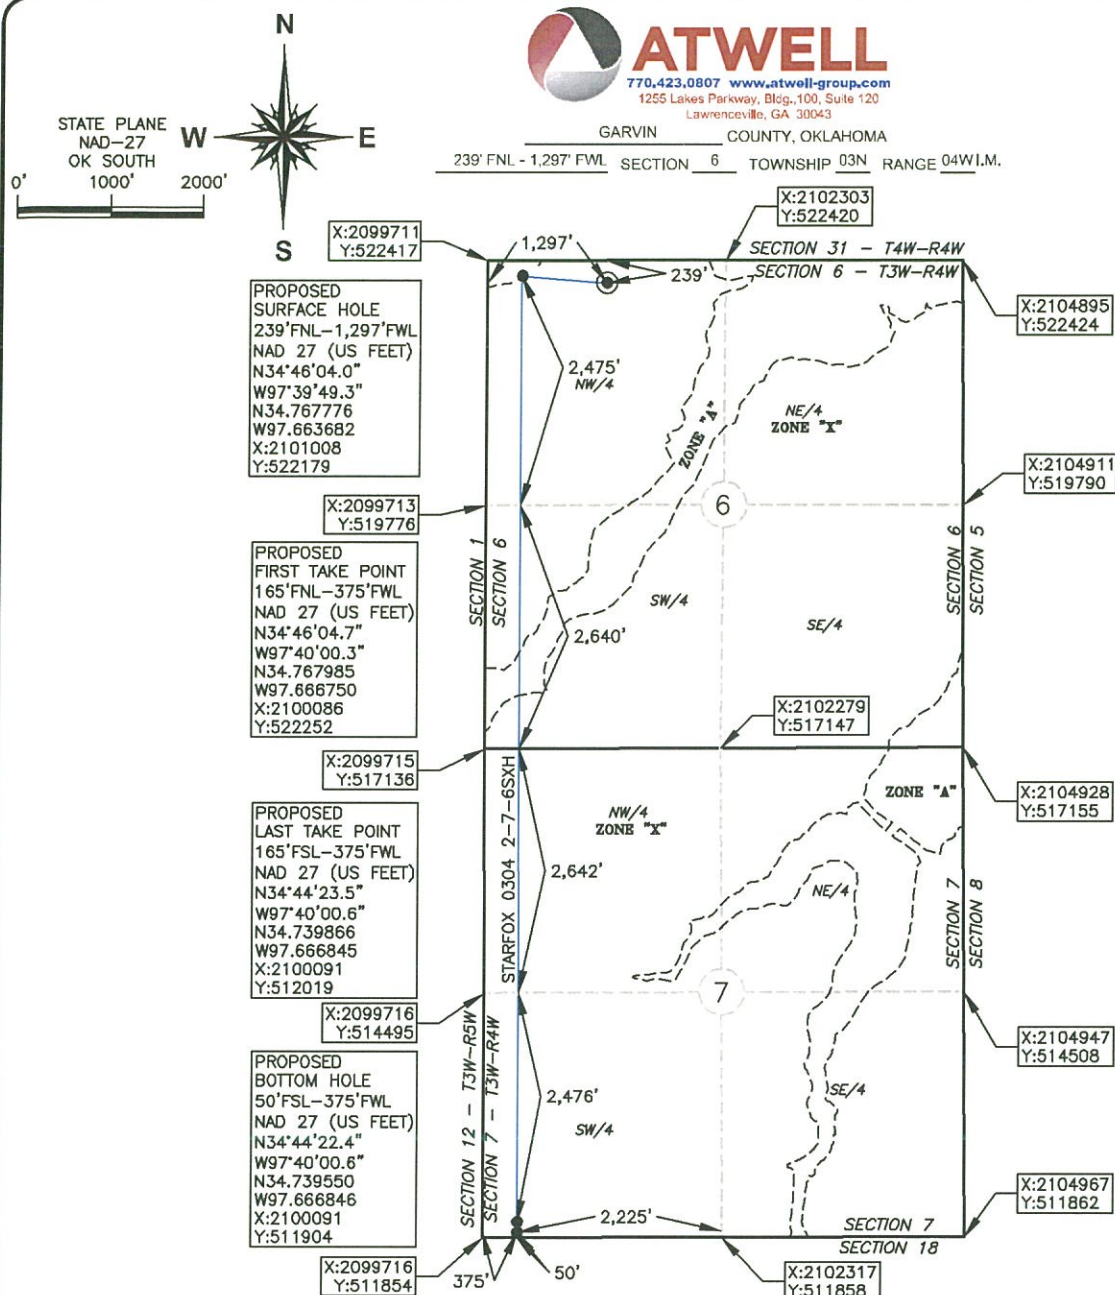 N
W
E
S
STATE PLANE
NAD-27
OK SOUTH
0' 1000' 2000'
ATWELL
770.423.0807 www.atwell-group.com
1255 Lakes Parkway, Bldg.,100, Suite 120
Lawrenceville, GA 30043
GARVIN COUNTY, OKLAHOMA
239' FNL - 1,297' FWL SECTION 6 TOWNSHIP 03N RANGE 04W I.M.
X:2102303
Y:522420
X:2099711
Y:522417
1,297'
239'
SECTION 31 - T4W-R4W
SECTION 6 - T3W-R4W
X:2104895
Y:522424
PROPOSED
SURFACE HOLE
239'FNL-1,297'FWL
NAD 27 (US FEET)
N34°46'04.0"
W97°39'49.3"
N34.767776
W97.663682
X:2101008
Y:522179
2,475'
NW/4
ZONE "A"
NE/4
ZONE "X"
X:2104911
Y:519790
X:2099713
Y:519776
6
PROPOSED
FIRST TAKE POINT
165'FNL-375'FWL
NAD 27 (US FEET)
N34°46'04.7"
W97°40'00.3"
N34.767985
W97.666750
X:2100086
Y:522252
SECTION 1
SECTION 6
SW/4
SE/4
2,640'
SECTION 6
SECTION 5
X:2102279
Y:517147
X:2099715
Y:517136
X:2104928
Y:517155
PROPOSED
LAST TAKE POINT
165'FSL-375'FWL
NAD 27 (US FEET)
N34°44'23.5"
W97°40'00.6"
N34.739866
W97.666845
X:2100091
Y:512019
STARFOX 0304 2-7-6SXH
NW/4
ZONE "X"
ZONE "A"
2,642'
NE/4
SECTION 7
SECTION 8
7
X:2099716
Y:514495
X:2104947
Y:514508
PROPOSED
BOTTOM HOLE
50'FSL-375'FWL
NAD 27 (US FEET)
N34°44'22.4"
W97°40'00.6"
N34.739550
W97.666846
X:2100091
Y:511904
SECTION 12 - T3W-R5W
SECTION 7 - T3W-R4W
2,476'
SW/4
SE/4
X:2104967
Y:511862
2,225'
SECTION 7
SECTION 18
X:2099716
Y:511854
375'
50'
X:2102317
Y:511858